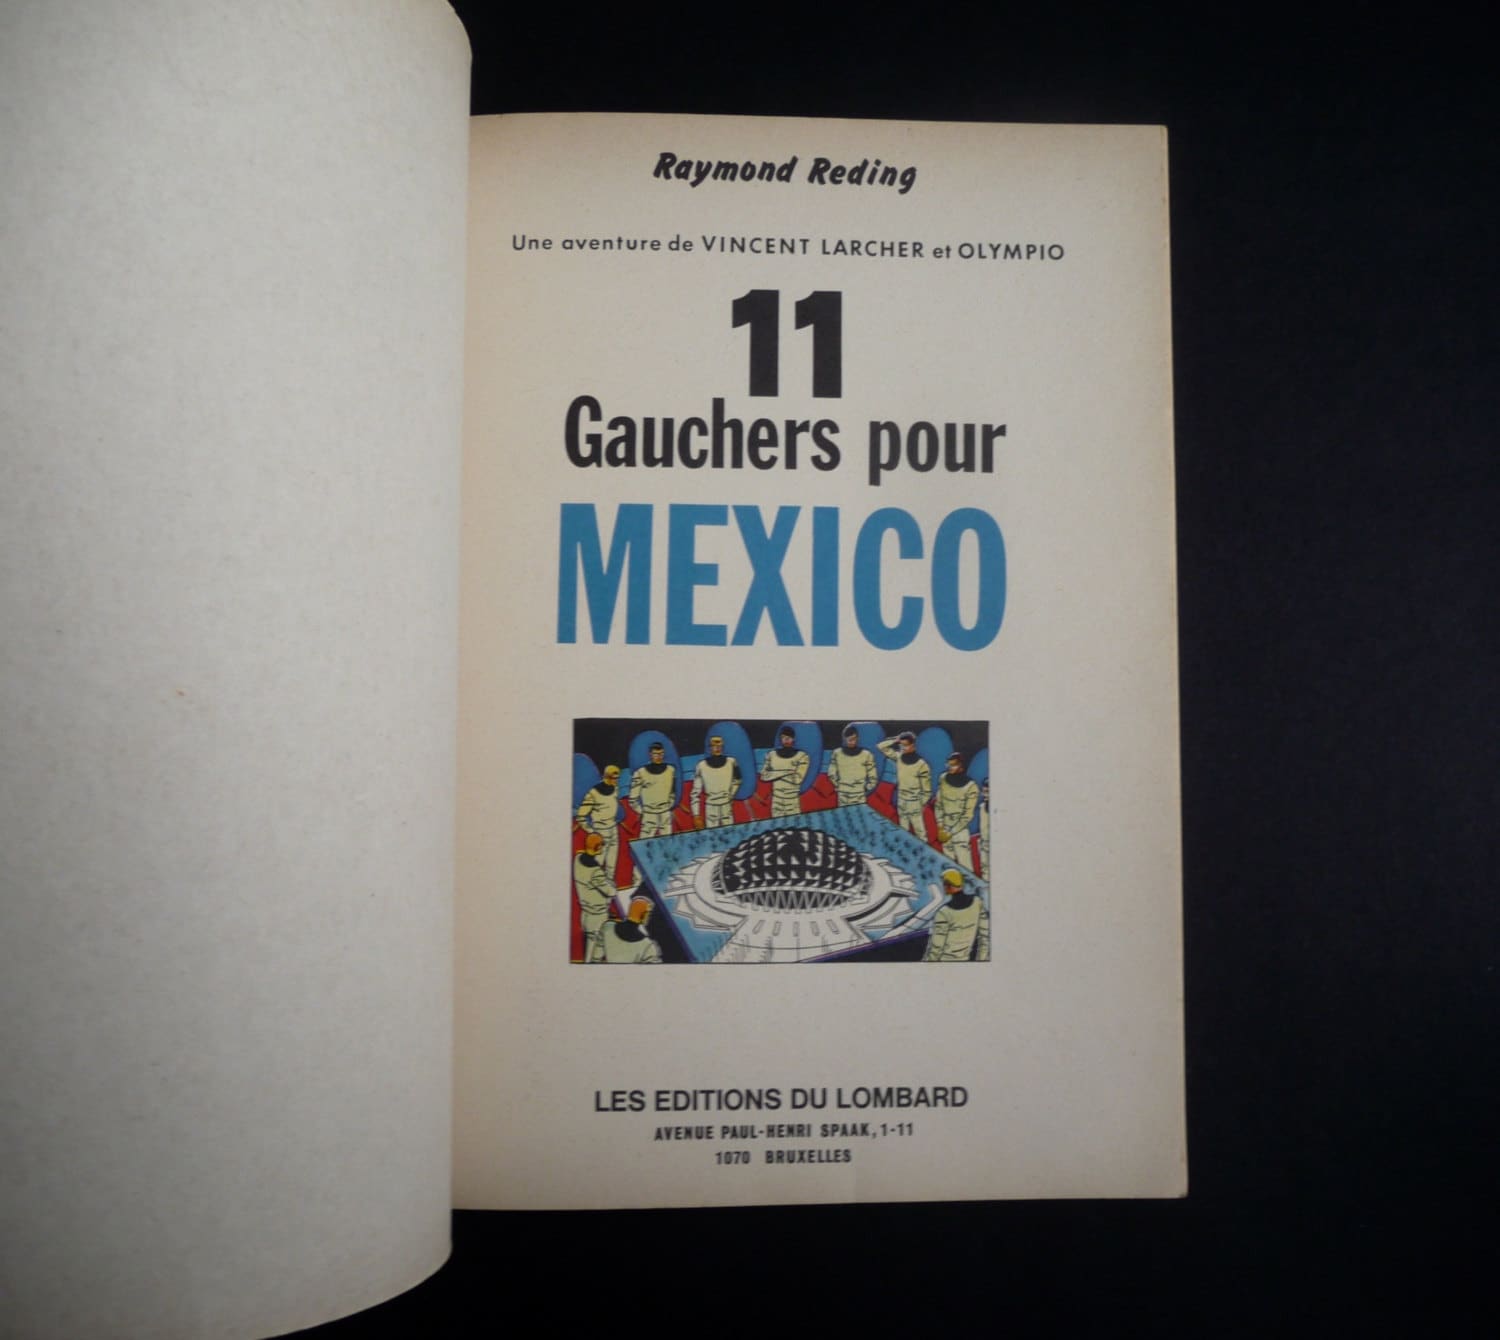 Raymond Reding
Une aventure de VINCENT LARCHER et OLYMPIO
11
Gauchers pour
MEXICO
LES EDITIONS DU LOMBARD
AVENUE PAUL-HENRI SPAAK, 1-11
1070 BRUXELLES